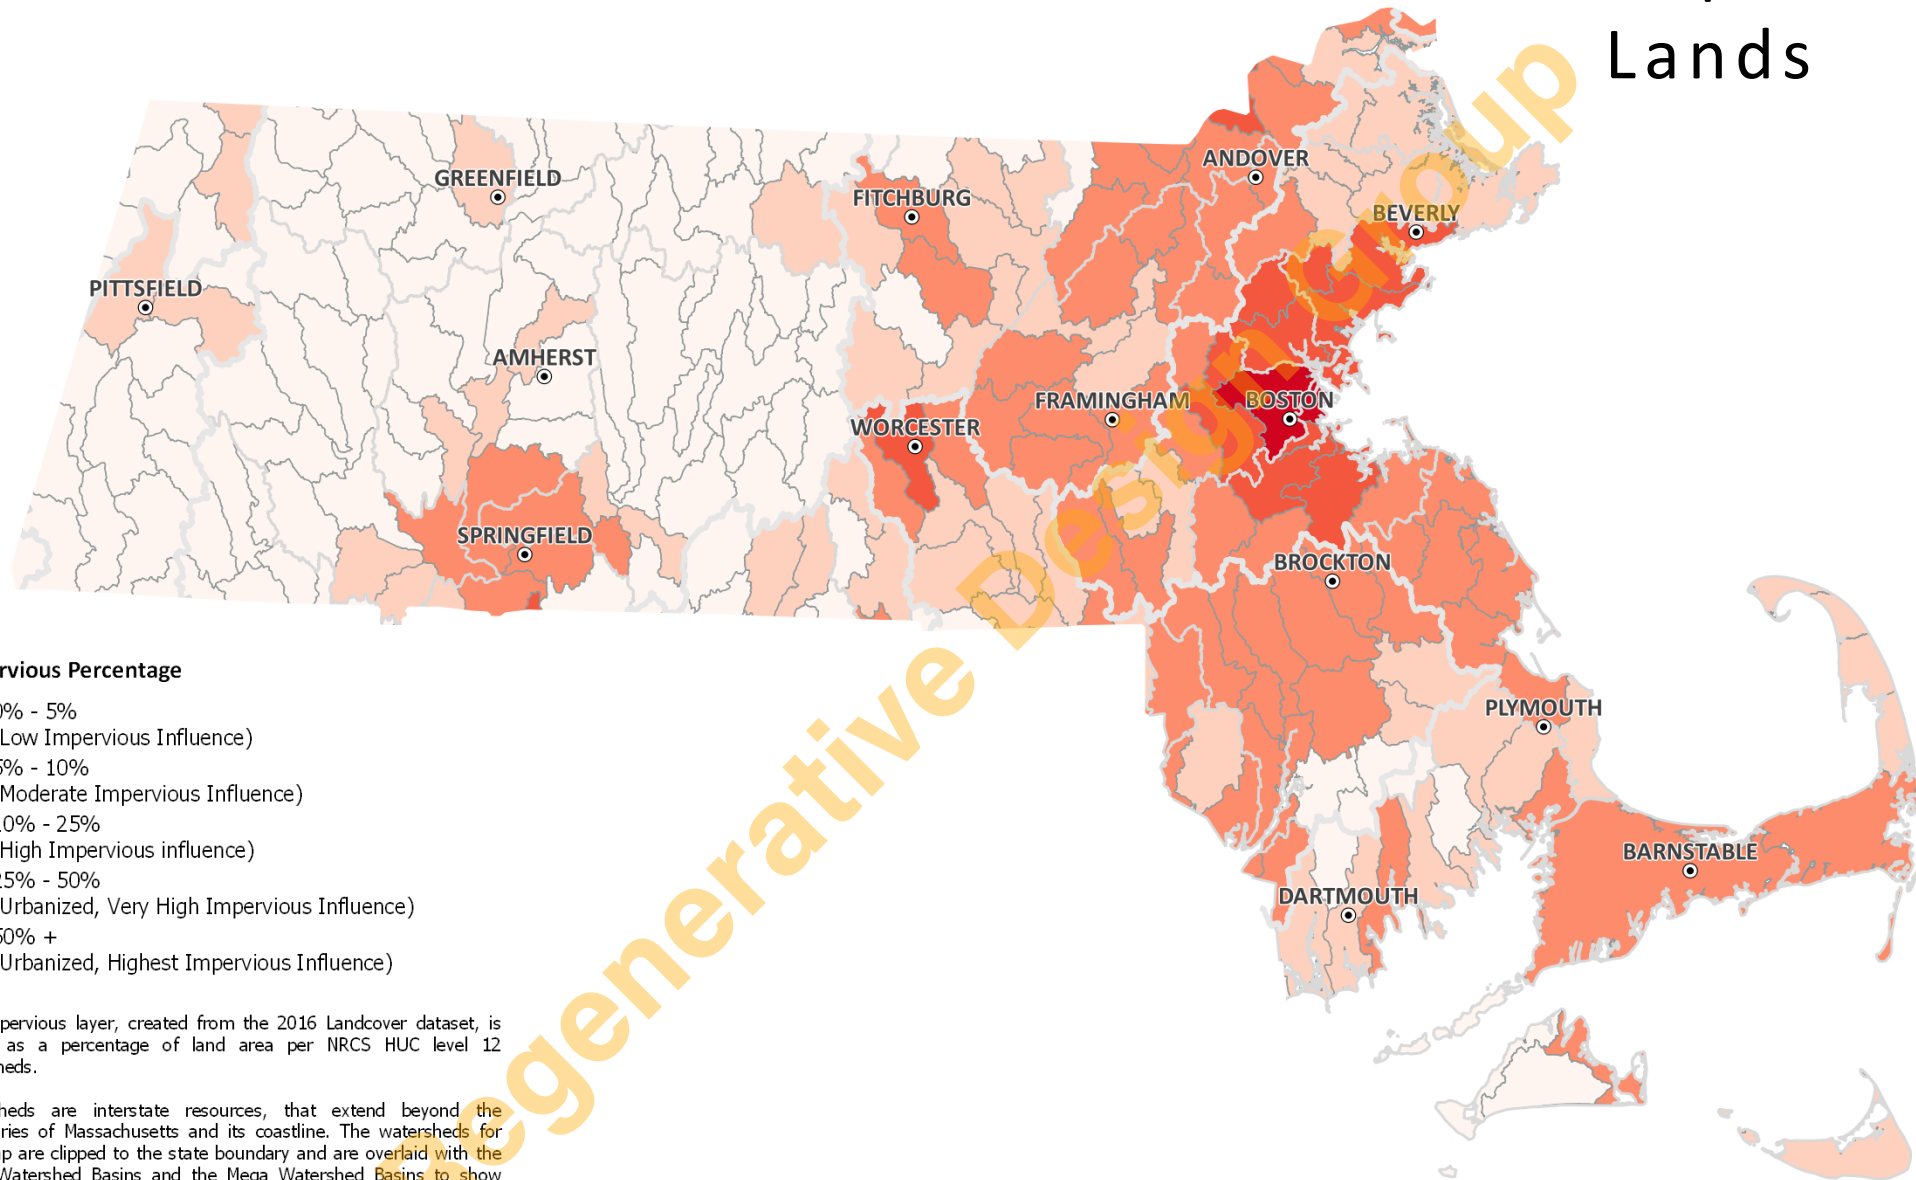 Lands
ANDOVER
GREENFIELD
FITCHBURG
BEVERLY
PITTSFIELD
AMHERST
FRAMINGHAM
BOSTON
WORCESTER
SPRINGFIELD
BROCKTON
PLYMOUTH
BARNSTABLE
DARTMOUTH
Regenerative Design Group
rvious Percentage
0% - 5%
Low Impervious Influence)
5% - 10%
Moderate Impervious Influence)
10% - 25%
High Impervious influence)
25% - 50%
Urbanized, Very High Impervious Influence)
50% +
Urbanized, Highest Impervious Influence)
pervious layer, created from the 2016 Landcover dataset, is
as a percentage of land area per NRCS HUC level 12
heds.
heds are interstate resources, that extend beyond the
ries of Massachusetts and its coastline. The watersheds for
p are clipped to the state boundary and are overlaid with the
Watershed Basins and the Mega Watershed Basins to show